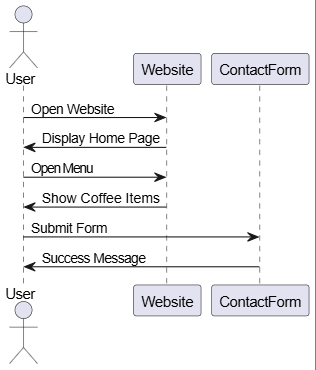 User
Website
ContactForm
Open Website
Display Home Page
Open Menu
Show Coffee Items
Submit Form
Success Message
User
Website
ContactForm